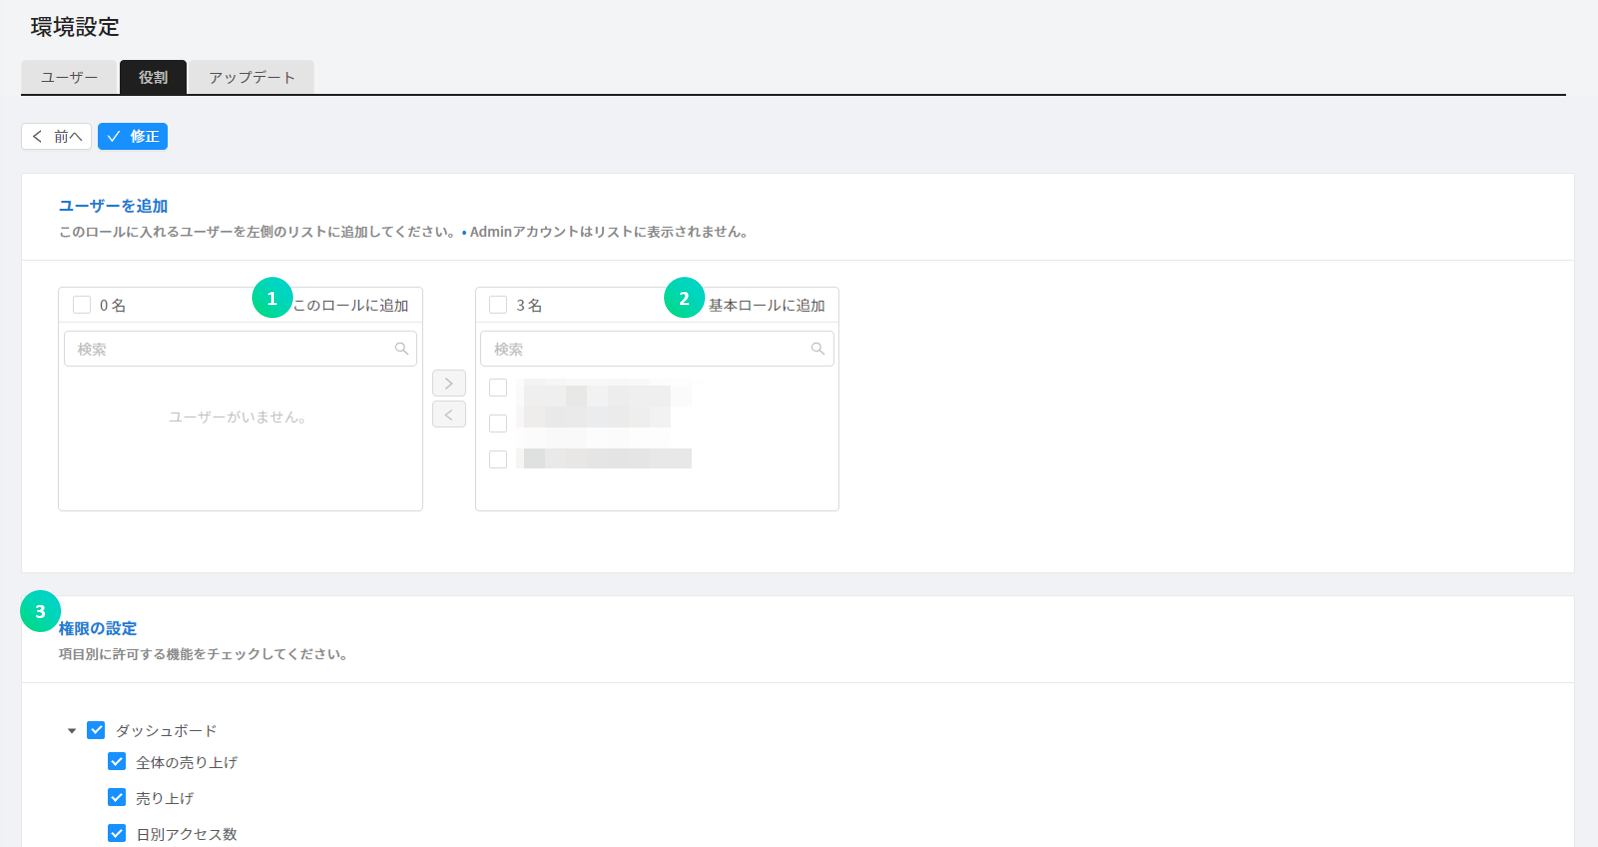 環境設定
ユーザー 役割 アップデート
前へ 修正
ユーザーを追加
このロールに入れるユーザーを左側のリストに追加してください。• Adminアカウントはリストに表示されません。
0 名 1 このロールに追加
3 名 2 基本ロールに追加
検索
検索
ユーザーがいません。
3
権限の設定
項目別に許可する機能をチェックしてください。
ダッシュボード
全体の売り上げ
売り上げ
日別アクセス数